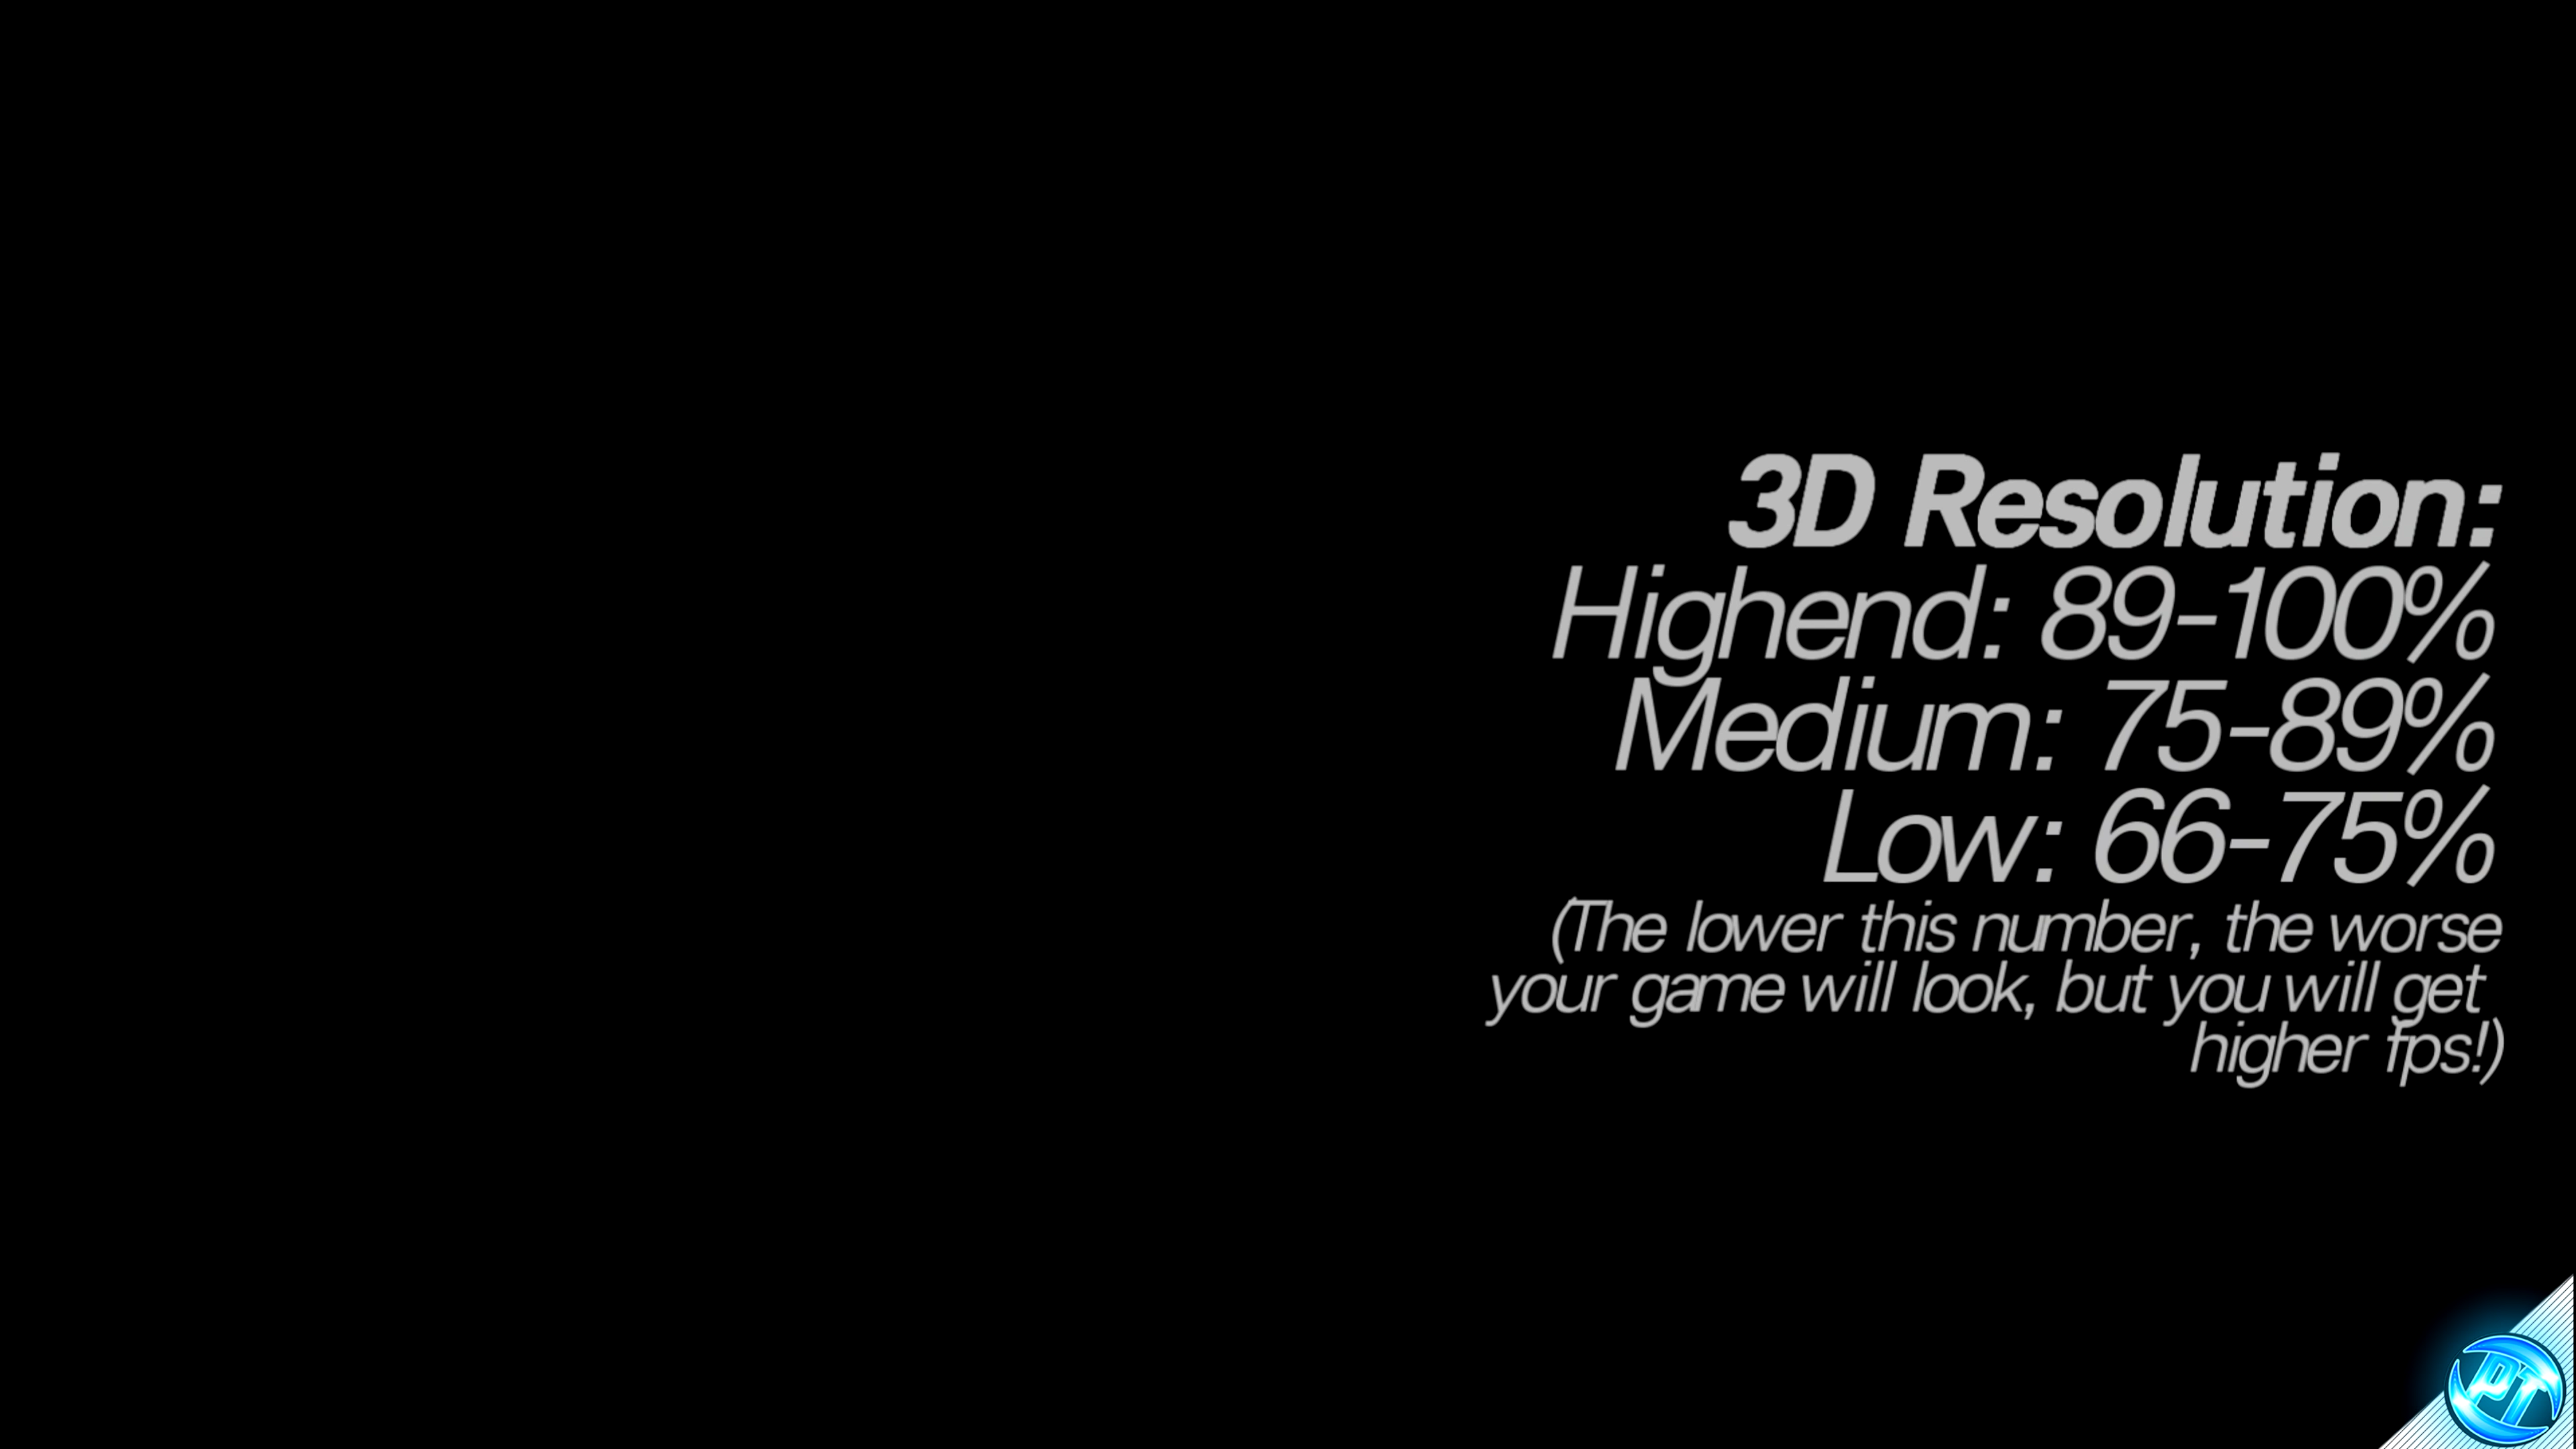 3D Resolution:
Highend: 89-100%
Medium: 75-89%
Low: 66-75%
(The lower this number, the worse
your game will look, but you will get
higher fps!)
PT